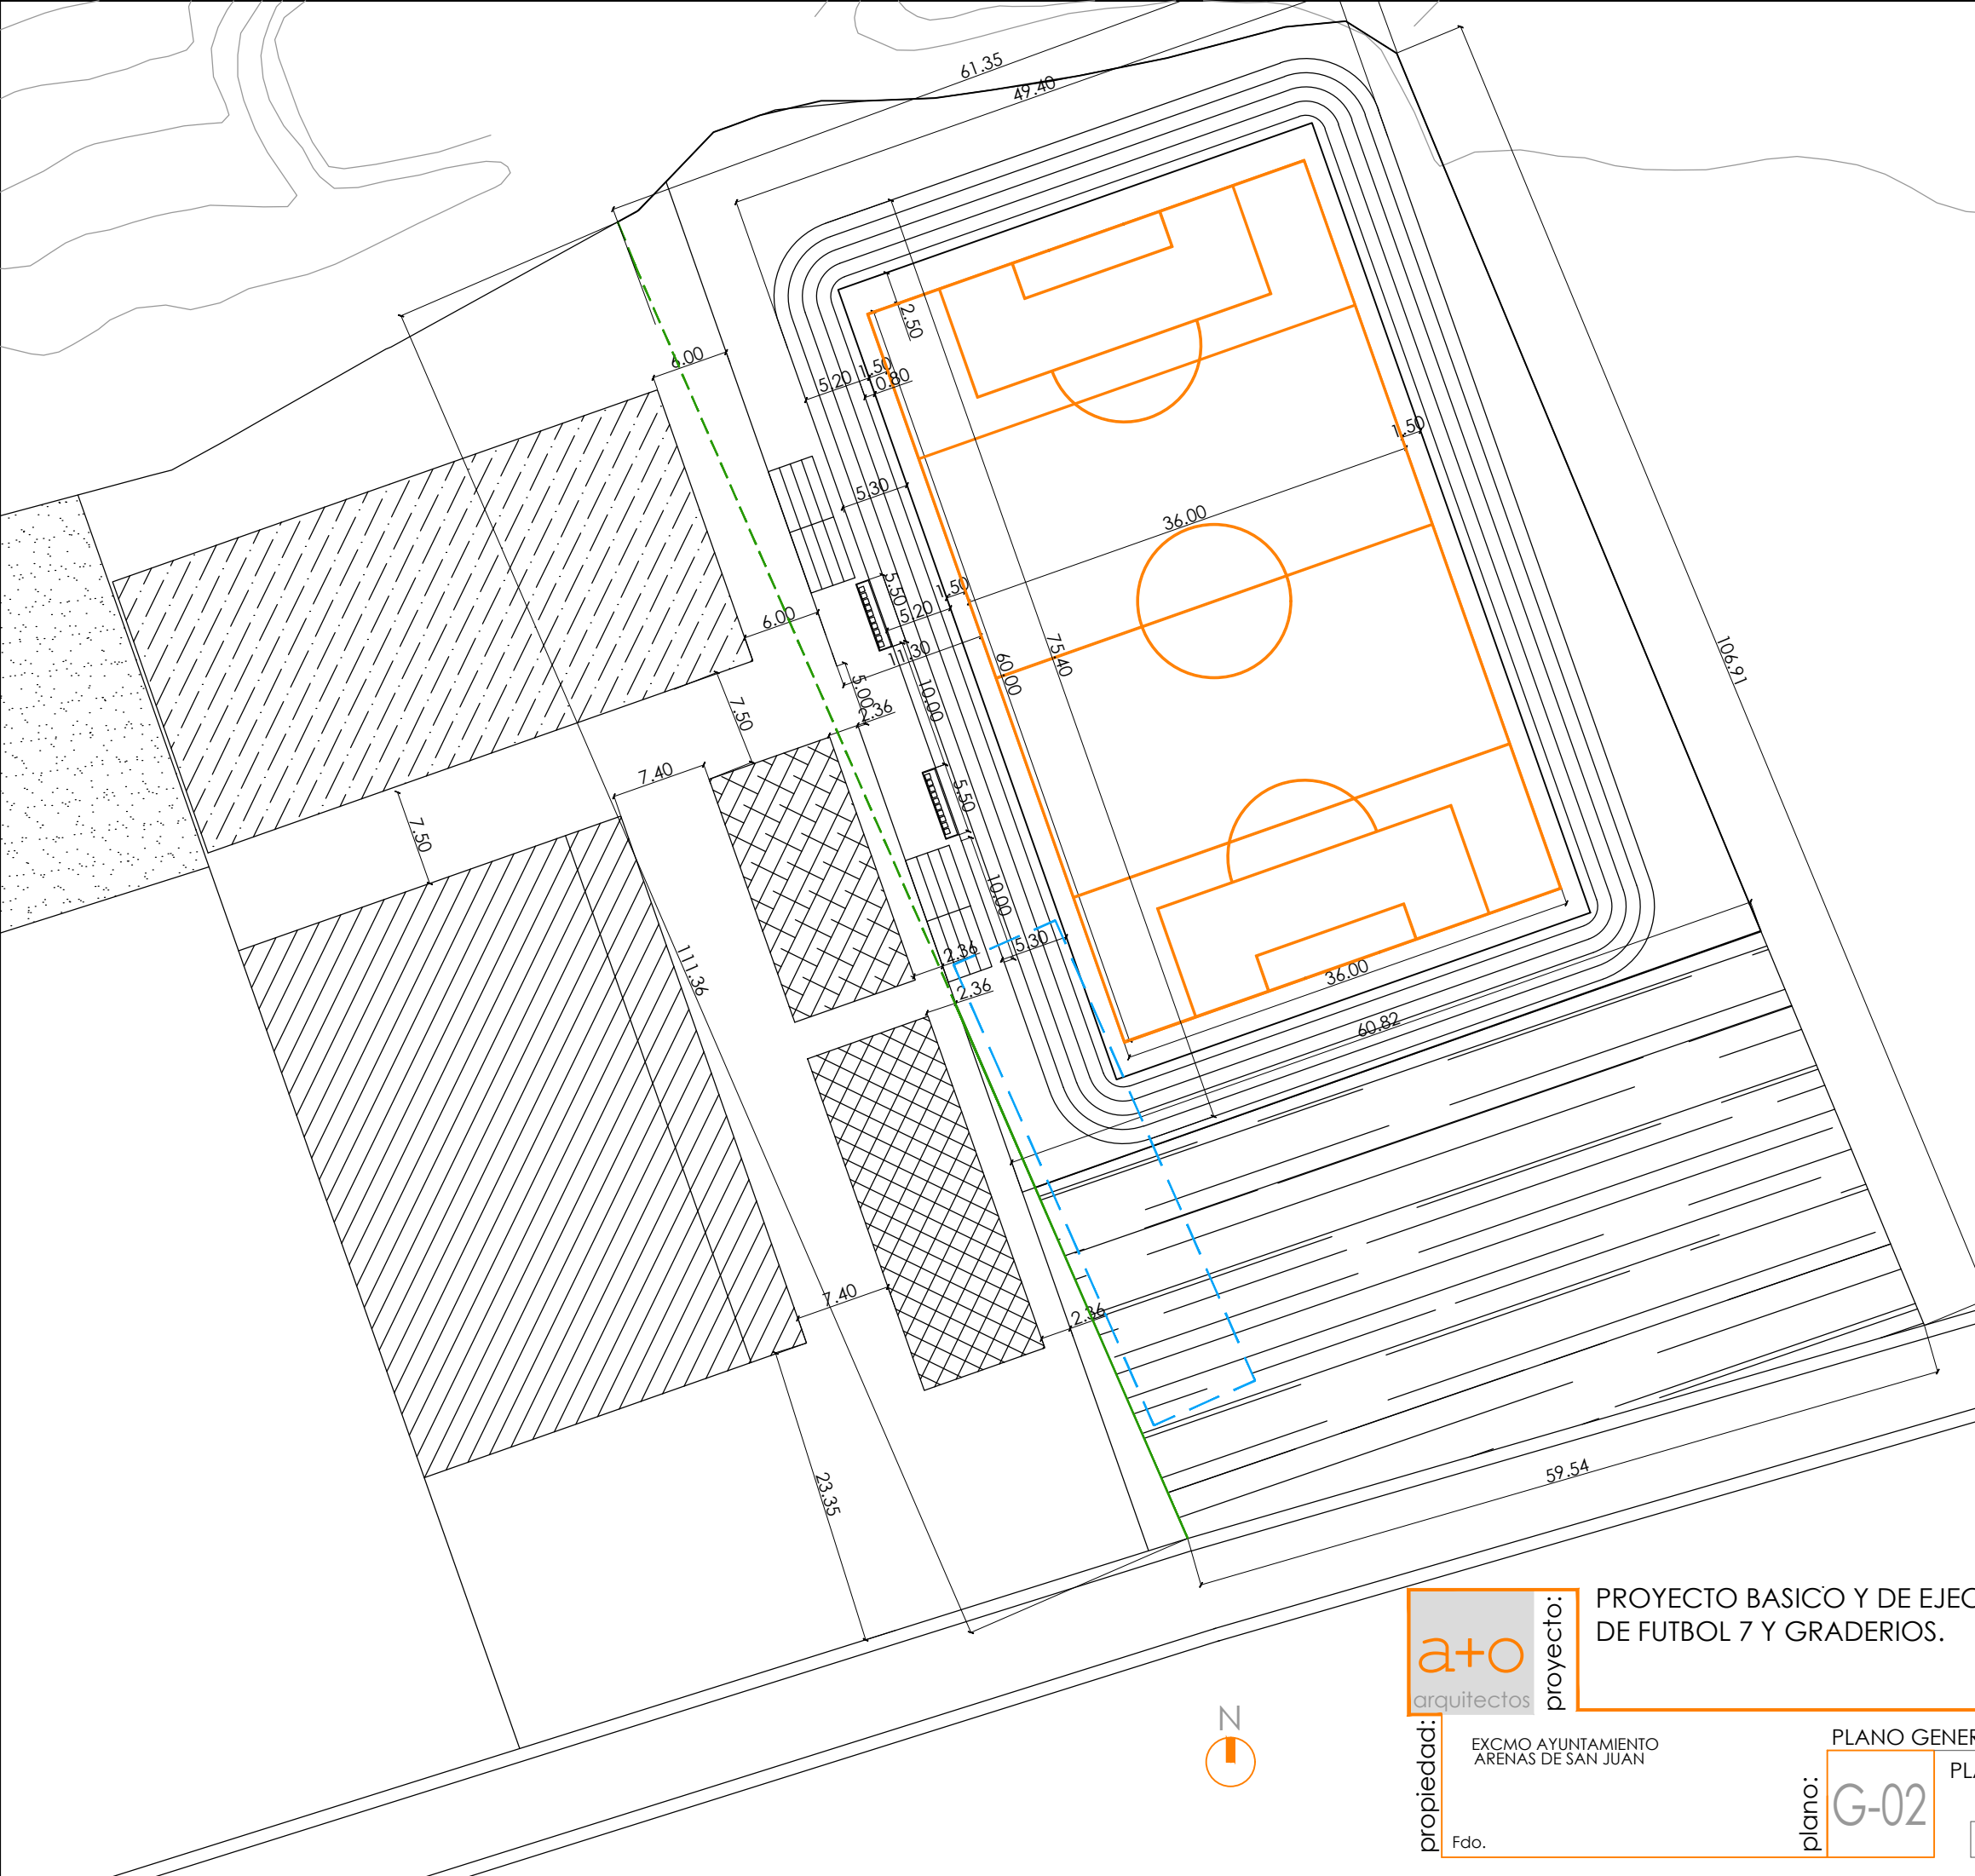 61.35
49.40
2.50
6.00
1.50
5.20
0.80
1.50
5.30
36.00
5.50
1.50
5.20
6.00
11.30
75.40
60.00
106.91
5.00
10.00
2.36
7.50
7.40
5.50
7.50
10.00
5.30
2.36
111.36
36.00
2.36
60.82
7.40
2.36
23.35
59.54
a+o
arquitectos
proyecto:
PROYECTO BASICO Y DE EJEC
DE FUTBOL 7 Y GRADERIOS.
N
propiedad:
EXCMO AYUNTAMIENTO
ARENAS DE SAN JUAN
Fdo.
plano:
PLANO GENER
G-02
PLA